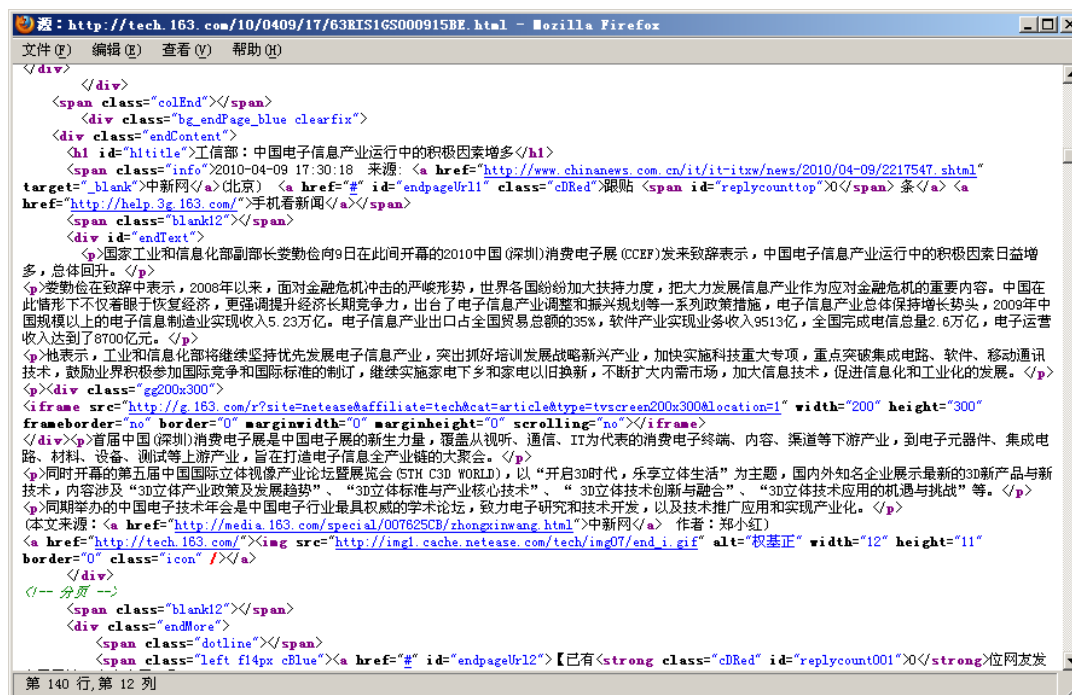 源：http://tech.163.com/10/0409/17/63RIS1GS000915BE.html - Mozilla Firefox
文件(F) 编辑(E) 查看(V) 帮助(H)
</div>
</div>
<span class="colEnd"></span>
<div class="bg_endPage_blue clearfix">
<div class="endContent">
<h1 id="h1title">工信部：中国电子信息产业运行中的积极因素增多</h1>
<span class="info">2010-04-09 17:30:18 来源: <a href="http://www.chinanews.com.cn/it/it-itxw/news/2010/04-09/2217547.shtml"
target="_blank">中新网</a>(北京) <a href="#" id="endpageUrl1" class="cDRed">跟贴 <span id="replycounttop">0</span> 条</a> <a
href="http://help.3g.163.com/">手机看新闻</a></span>
<span class="blank12"></span>
<div id="endText">
<p>国家工业和信息化部副部长娄勤俭向9日在此间开幕的2010中国(深圳)消费电子展(CCEF)发来致辞表示，中国电子信息产业运行中的积极因素日益增
多，总体回升。</p>
<p>娄勤俭在致辞中表示，2008年以来，面对金融危机冲击的严峻形势，世界各国纷纷加大扶持力度，把大力发展信息产业作为应对金融危机的重要内容。中国在
此情形下不仅着眼于恢复经济，更强调提升经济长期竞争力，出台了电子信息产业调整和振兴规划等一系列政策措施，电子信息产业总体保持增长势头，2009年中
国规模以上的电子信息制造业实现收入5.23万亿。电子信息产业出口占全国贸易总额的35%，软件产业实现业务收入9513亿，全国完成电信总量2.6万亿，电子运营
收入达到了8700亿元。</p>
<p>他表示，工业和信息化部将继续坚持优先发展电子信息产业，突出抓好培训发展战略新兴产业，加快实施科技重大专项，重点突破集成电路、软件、移动通讯
技术，鼓励业界积极参加国际竞争和国际标准的制订，继续实施家电下乡和家电以旧换新，不断扩大内需市场，加大信息技术，促进信息化和工业化的发展。</p>
<p><div class="gg200x300">
<iframe src="http://g.163.com/r?site=netease&affiliate=tech&cat=article&type=tvscreen200x300&location=1" width="200" height="300"
frameborder="no" border="0" marginwidth="0" marginheight="0" scrolling="no"></iframe>
</div><p>首届中国(深圳)消费电子展是中国电子展的新生力量，覆盖从视听、通信、IT为代表的消费电子终端、内容、渠道等下游产业，到电子元器件、集成电
路、材料、设备、测试等上游产业，旨在打造电子信息全产业链的大聚会。</p>
<p>同时开幕的第五届中国国际立体视像产业论坛暨展览会(5TH C3D WORLD)，以“开启3D时代，乐享立体生活”为主题，国内外知名企业展示最新的3D新产品与新
技术，内容涉及“3D立体产业政策及发展趋势”、“3D立体标准与产业核心技术”、“ 3D立体技术创新与融合”、“3D立体技术应用的机遇与挑战”等。</p>
<p>同期举办的中国电子技术年会是中国电子行业最具权威的学术论坛，致力电子研究和技术开发，以及技术推广应用和实现产业化。</p>
(本文来源：<a href="http://media.163.com/special/007625CB/zhongxinwang.html">中新网</a> 作者：郑小红)
<a href="http://tech.163.com/"><img src="http://img1.cache.netease.com/tech/img07/end_i.gif" alt="权基正" width="12" height="11"
border="0" class="icon" /></a>
</div>
<!-- 分页 -->
<span class="blank12"></span>
<div class="endMore">
<span class="dotline"></span>
<span class="left f14px cBlue"><a href="#" id="endpageUrl2">【已有<strong class="cDRed" id="replycount001">0</strong>位网友发
第 140 行,第 12 列